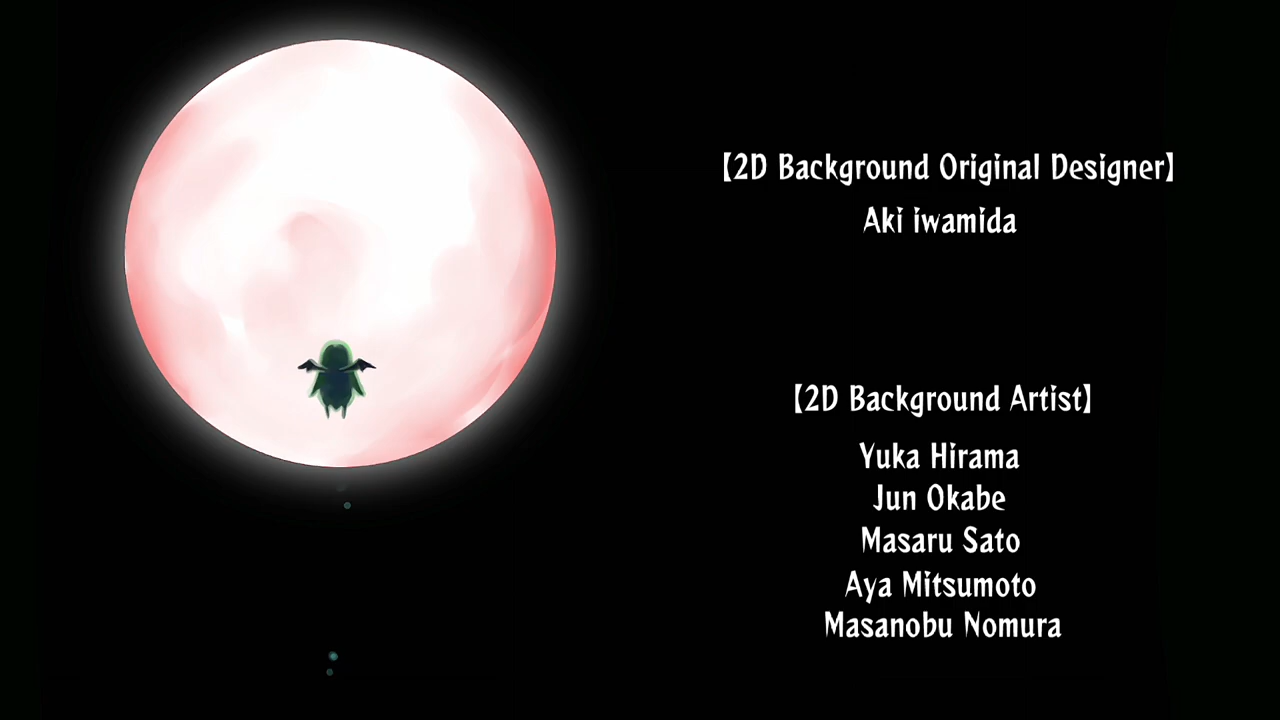 【2D Background Original Designer】
Aki iwamida
【2D Background Artist】
Yuka Hirama
Jun Okabe
Masaru Sato
Aya Mitsumoto
Masanobu Nomura